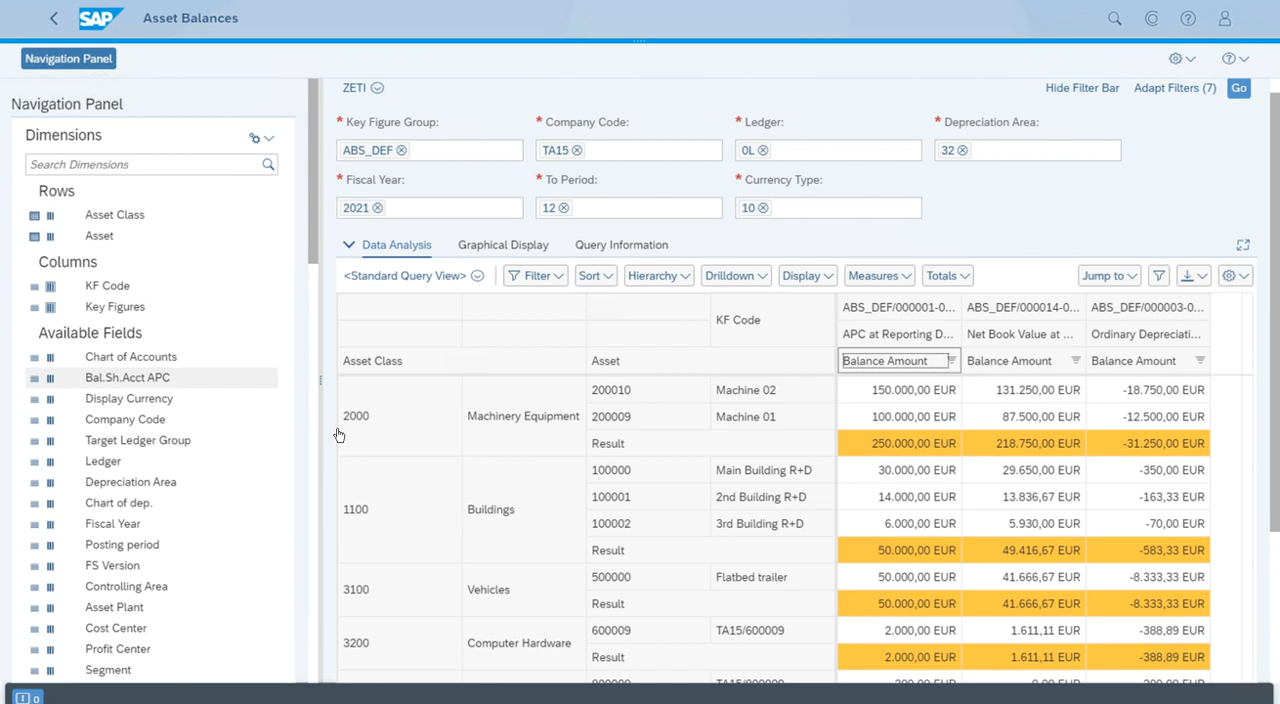 SAP Asset Balances
Navigation Panel
Navigation Panel
Dimensions
Search Dimensions
Rows
Asset Class
Asset
Columns
KF Code
Key Figures
Available Fields
Chart of Accounts
Bal.Sh.Acct APC
Display Currency
Company Code
Target Ledger Group
Ledger
Depreciation Area
Chart of dep.
Fiscal Year
Posting period
FS Version
Controlling Area
Asset Plant
Cost Center
Profit Center
Segment
0
ZETI Hide Filter Bar Adapt Filters (7) Go
* Key Figure Group: * Company Code: * Ledger: * Depreciation Area:
ABS_DEF TA15 0L 32
* Fiscal Year: * To Period: * Currency Type:
2021 12 10
Data Analysis Graphical Display Query Information
<Standard Query View> Filter Sort Hierarchy Drilldown Display Measures Totals Jump to
KF Code ABS_DEF/000001-0... ABS_DEF/000014-0... ABS_DEF/000003-0...
APC at Reporting D... Net Book Value at ... Ordinary Depreciati...
Asset Class Asset Balance Amount Balance Amount Balance Amount
2000 Machinery Equipment 200010 Machine 02 150.000,00 EUR 131.250,00 EUR -18.750,00 EUR
200009 Machine 01 100.000,00 EUR 87.500,00 EUR -12.500,00 EUR
Result 250.000,00 EUR 218.750,00 EUR -31.250,00 EUR
1100 Buildings 100000 Main Building R+D 30.000,00 EUR 29.650,00 EUR -350,00 EUR
100001 2nd Building R+D 14.000,00 EUR 13.836,67 EUR -163,33 EUR
100002 3rd Building R+D 6.000,00 EUR 5.930,00 EUR -70,00 EUR
Result 50.000,00 EUR 49.416,67 EUR -583,33 EUR
3100 Vehicles 500000 Flatbed trailer 50.000,00 EUR 41.666,67 EUR -8.333,33 EUR
Result 50.000,00 EUR 41.666,67 EUR -8.333,33 EUR
3200 Computer Hardware 600009 TA15/600009 2.000,00 EUR 1.611,11 EUR -388,89 EUR
Result 2.000,00 EUR 1.611,11 EUR -388,89 EUR